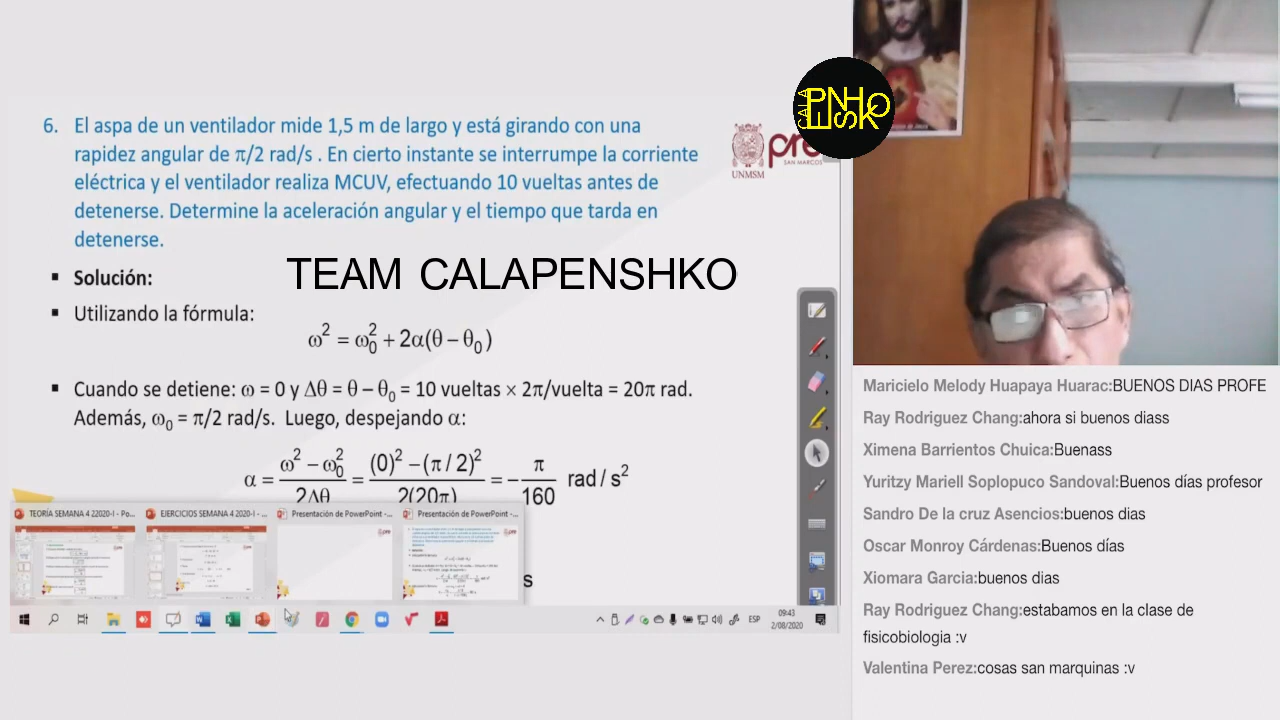 6. El aspa de un ventilador mide 1,5 m de largo y está girando con una
rapidez angular de π/2 rad/s . En cierto instante se interrumpe la corriente
eléctrica y el ventilador realiza MCUV, efectuando 10 vueltas antes de
detenerse. Determine la aceleración angular y el tiempo que tarda en
detenerse.
UNMSM
pre
SAN MARCOS
CALA
PENSHKO
▪ Solución:
TEAM CALAPENSHKO
▪ Utilizando la fórmula:
ω² = ω₀² + 2α(θ – θ₀)
▪ Cuando se detiene: ω = 0 y Δθ = θ – θ₀ = 10 vueltas × 2π/vuelta = 20π rad.
Además, ω₀ = π/2 rad/s. Luego, despejando α:
α = (ω² – ω₀²)/(2Δθ) = ((0)² – (π / 2)²)/(2(20π)) = – π/160 rad / s²
TEORÍA SEMANA 4 22020-I - Po...
EJERCICIOS SEMANA 4 2020-I - ...
Presentación de PowerPoint -...
Presentación de PowerPoint -...
s
ESP
09:43
2/08/2020
Maricielo Melody Huapaya Huarac:BUENOS DIAS PROFE
Ray Rodriguez Chang:ahora si buenos diass
Ximena Barrientos Chuica:Buenass
Yuritzy Mariell Soplopuco Sandoval:Buenos días profesor
Sandro De la cruz Asencios:buenos dias
Oscar Monroy Cárdenas:Buenos días
Xiomara Garcia:buenos dias
Ray Rodriguez Chang:estabamos en la clase de
fisicobiologia :v
Valentina Perez:cosas san marquinas :v